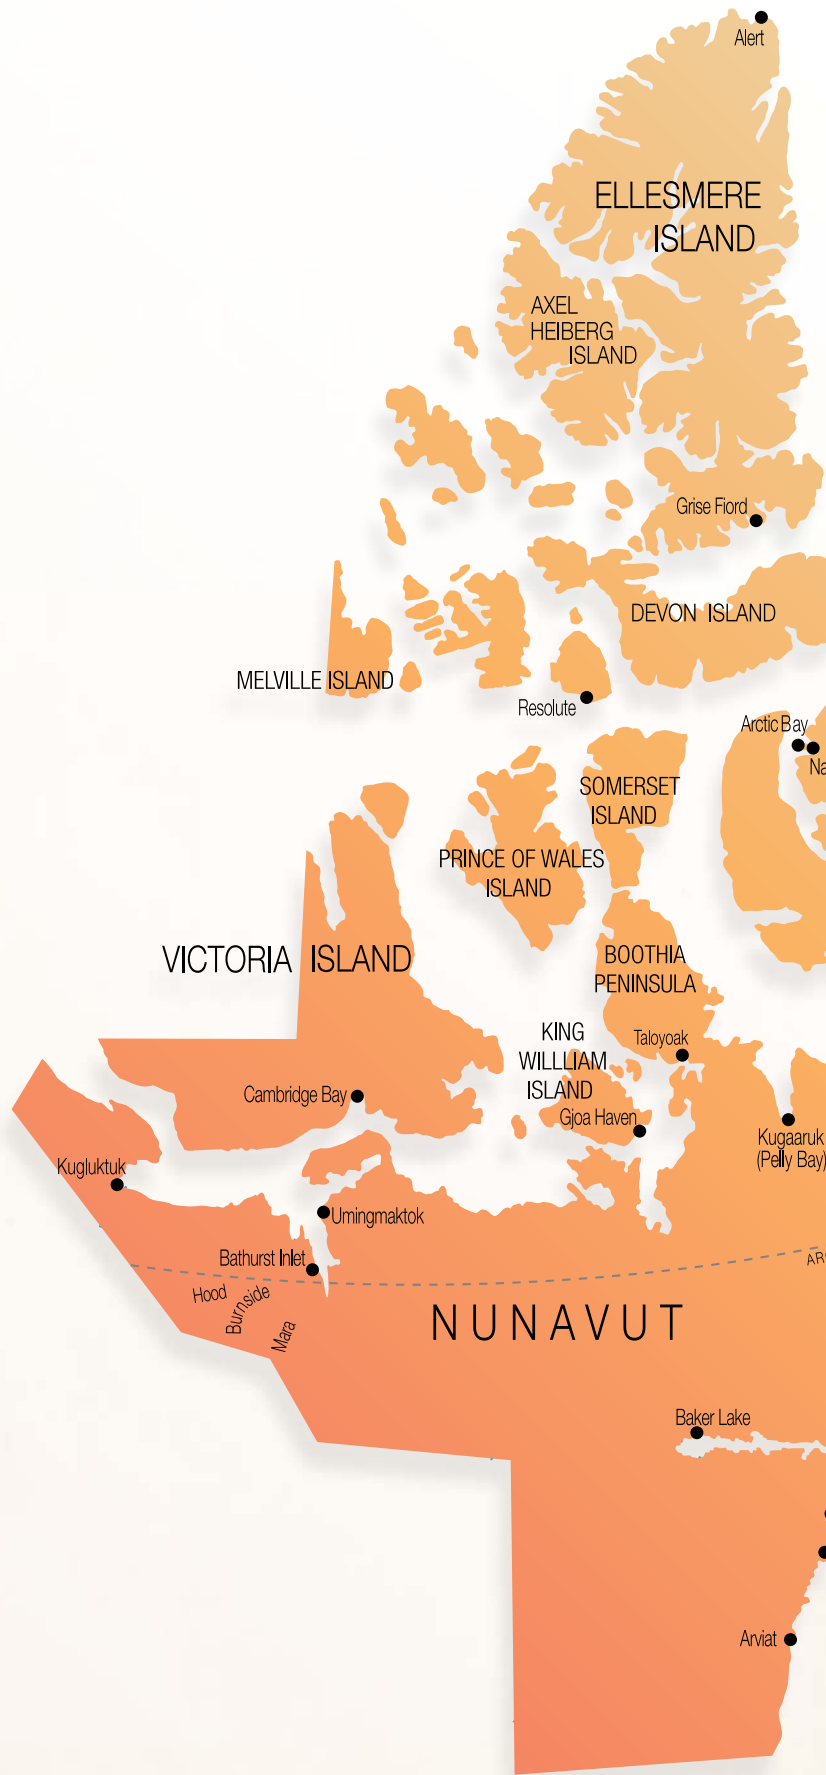 Alert
ELLESMERE
ISLAND
AXEL
HEIBERG
ISLAND
Grise Fiord
DEVON ISLAND
MELVILLE ISLAND
Resolute
Arctic Bay
Na
SOMERSET
ISLAND
PRINCE OF WALES
ISLAND
VICTORIA ISLAND
BOOTHIA
PENINSULA
KING
WILLLIAM
ISLAND
Taloyoak
Cambridge Bay
Gjoa Haven
Kugaaruk
(Pelly Bay)
Kugluktuk
Umingmaktok
Bathurst Inlet
AR
Hood
Burnside
Mara
NUNAVUT
Baker Lake
Arviat